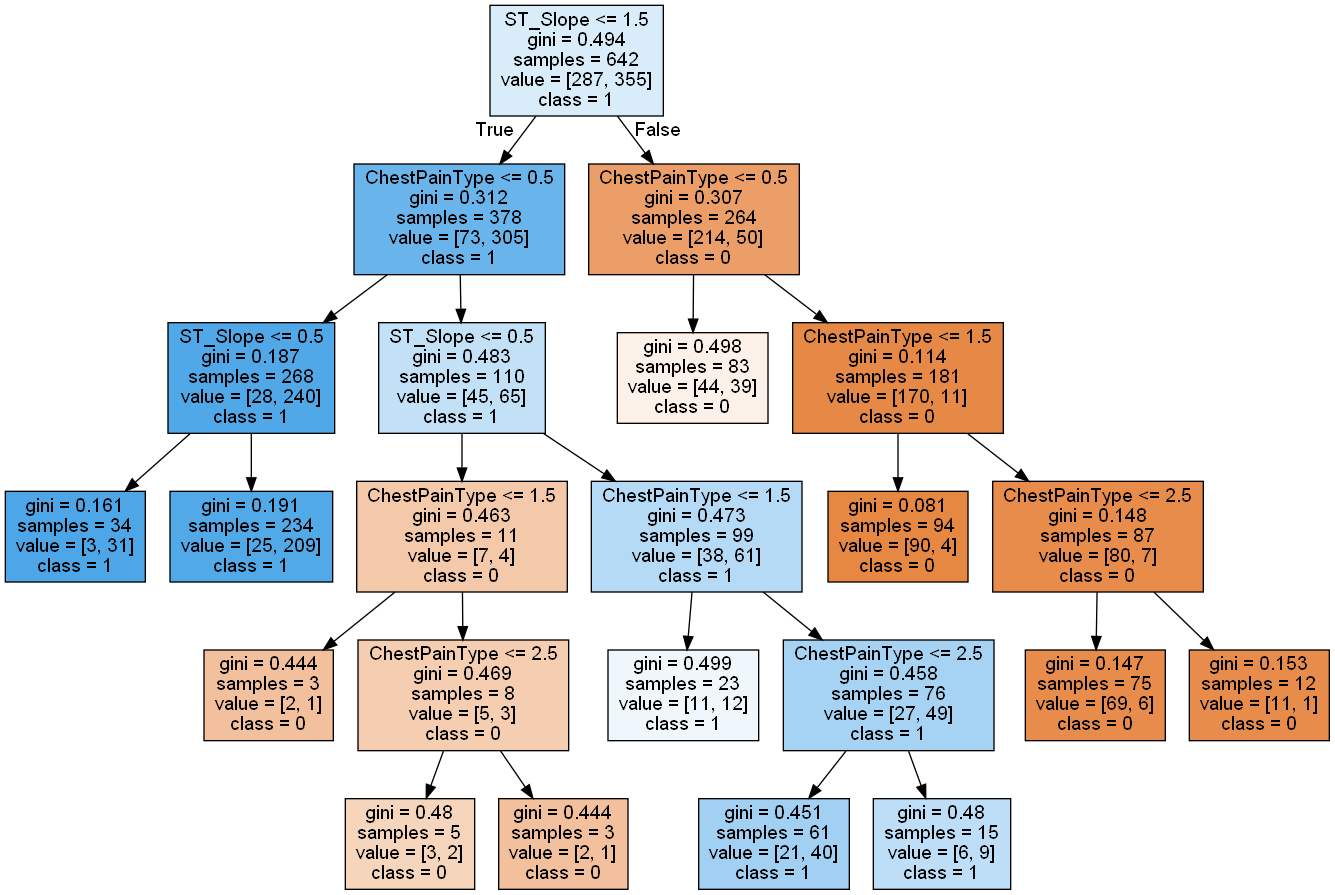 ST_Slope <= 1.5
gini = 0.494
samples = 642
value = [287, 355]
class = 1
True
False
ChestPainType <= 0.5
gini = 0.312
samples = 378
value = [73, 305]
class = 1
ChestPainType <= 0.5
gini = 0.307
samples = 264
value = [214, 50]
class = 0
ST_Slope <= 0.5
gini = 0.187
samples = 268
value = [28, 240]
class = 1
ST_Slope <= 0.5
gini = 0.483
samples = 110
value = [45, 65]
class = 1
gini = 0.498
samples = 83
value = [44, 39]
class = 0
ChestPainType <= 1.5
gini = 0.114
samples = 181
value = [170, 11]
class = 0
gini = 0.161
samples = 34
value = [3, 31]
class = 1
gini = 0.191
samples = 234
value = [25, 209]
class = 1
ChestPainType <= 1.5
gini = 0.463
samples = 11
value = [7, 4]
class = 0
ChestPainType <= 1.5
gini = 0.473
samples = 99
value = [38, 61]
class = 1
gini = 0.081
samples = 94
value = [90, 4]
class = 0
ChestPainType <= 2.5
gini = 0.148
samples = 87
value = [80, 7]
class = 0
gini = 0.444
samples = 3
value = [2, 1]
class = 0
ChestPainType <= 2.5
gini = 0.469
samples = 8
value = [5, 3]
class = 0
gini = 0.499
samples = 23
value = [11, 12]
class = 1
ChestPainType <= 2.5
gini = 0.458
samples = 76
value = [27, 49]
class = 1
gini = 0.147
samples = 75
value = [69, 6]
class = 0
gini = 0.153
samples = 12
value = [11, 1]
class = 0
gini = 0.48
samples = 5
value = [3, 2]
class = 0
gini = 0.444
samples = 3
value = [2, 1]
class = 0
gini = 0.451
samples = 61
value = [21, 40]
class = 1
gini = 0.48
samples = 15
value = [6, 9]
class = 1